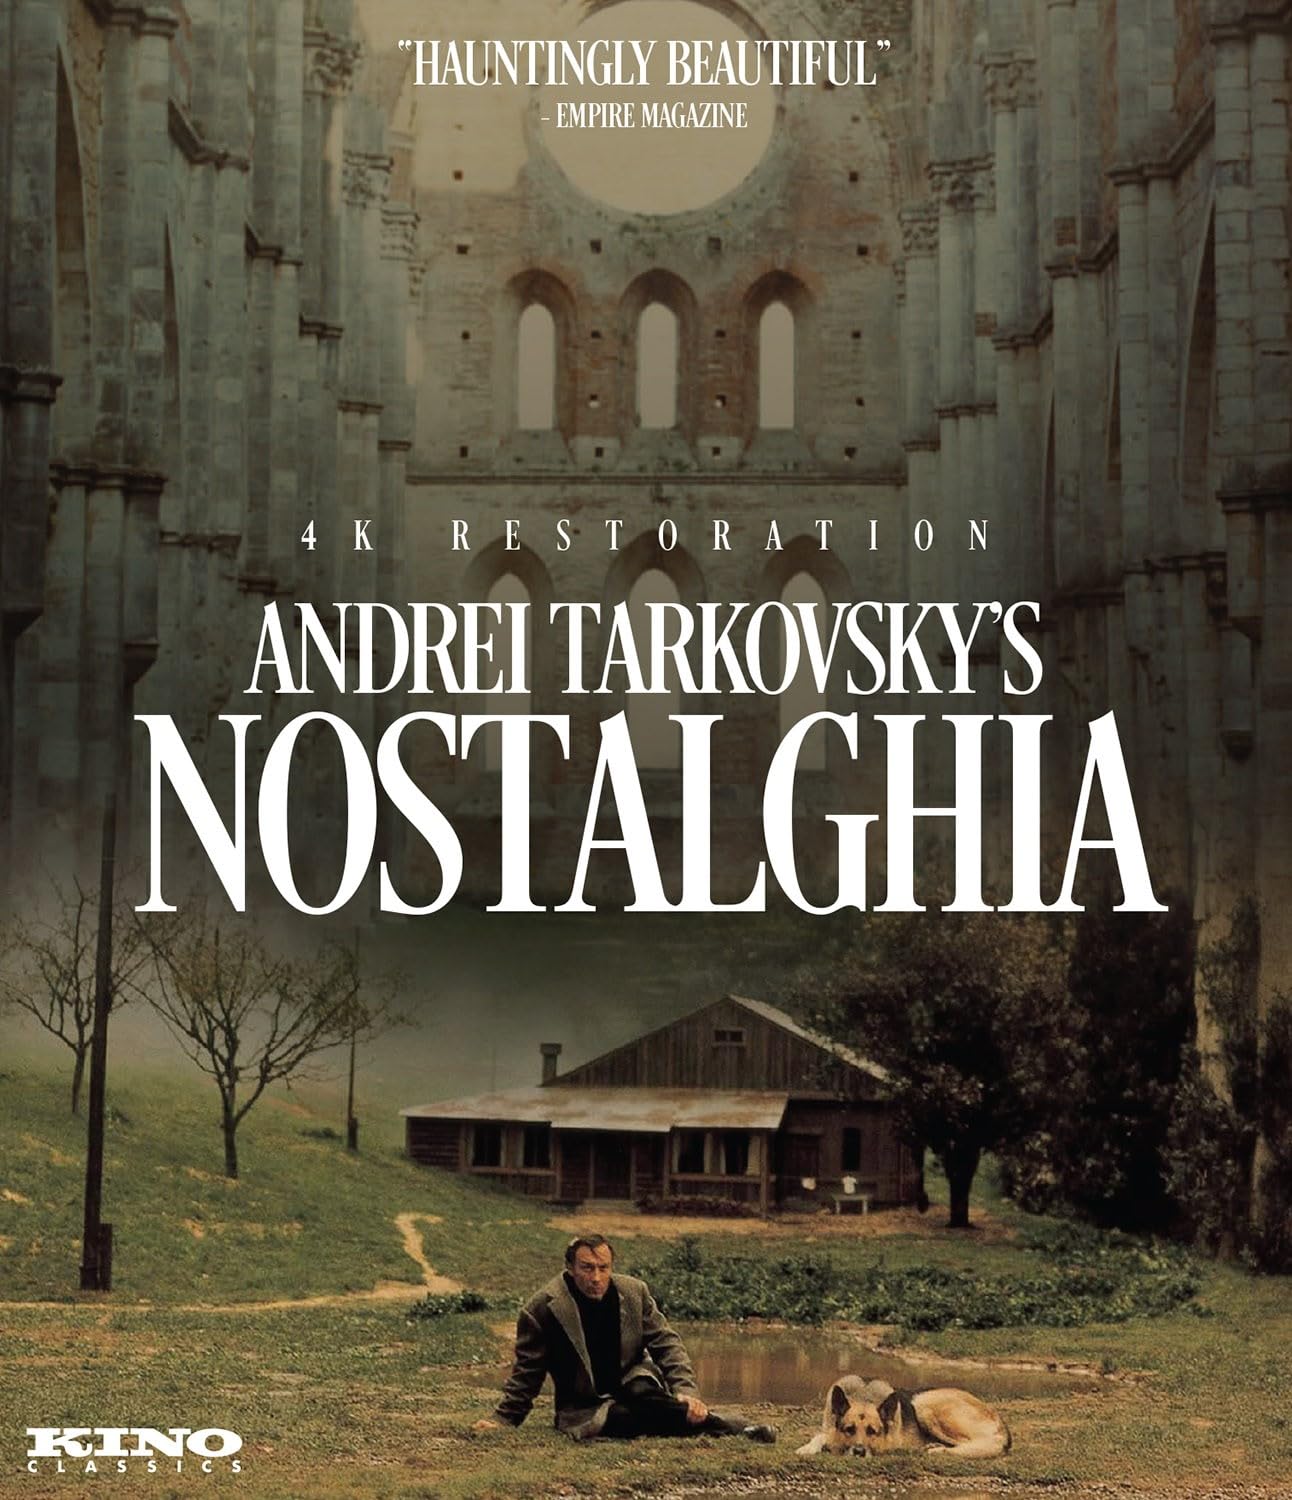 “HAUNTINGLY BEAUTIFUL”
- EMPIRE MAGAZINE
4K RESTORATION
ANDREI TARKOVSKY’S
NOSTALGHIA
KINO
CLASSICS